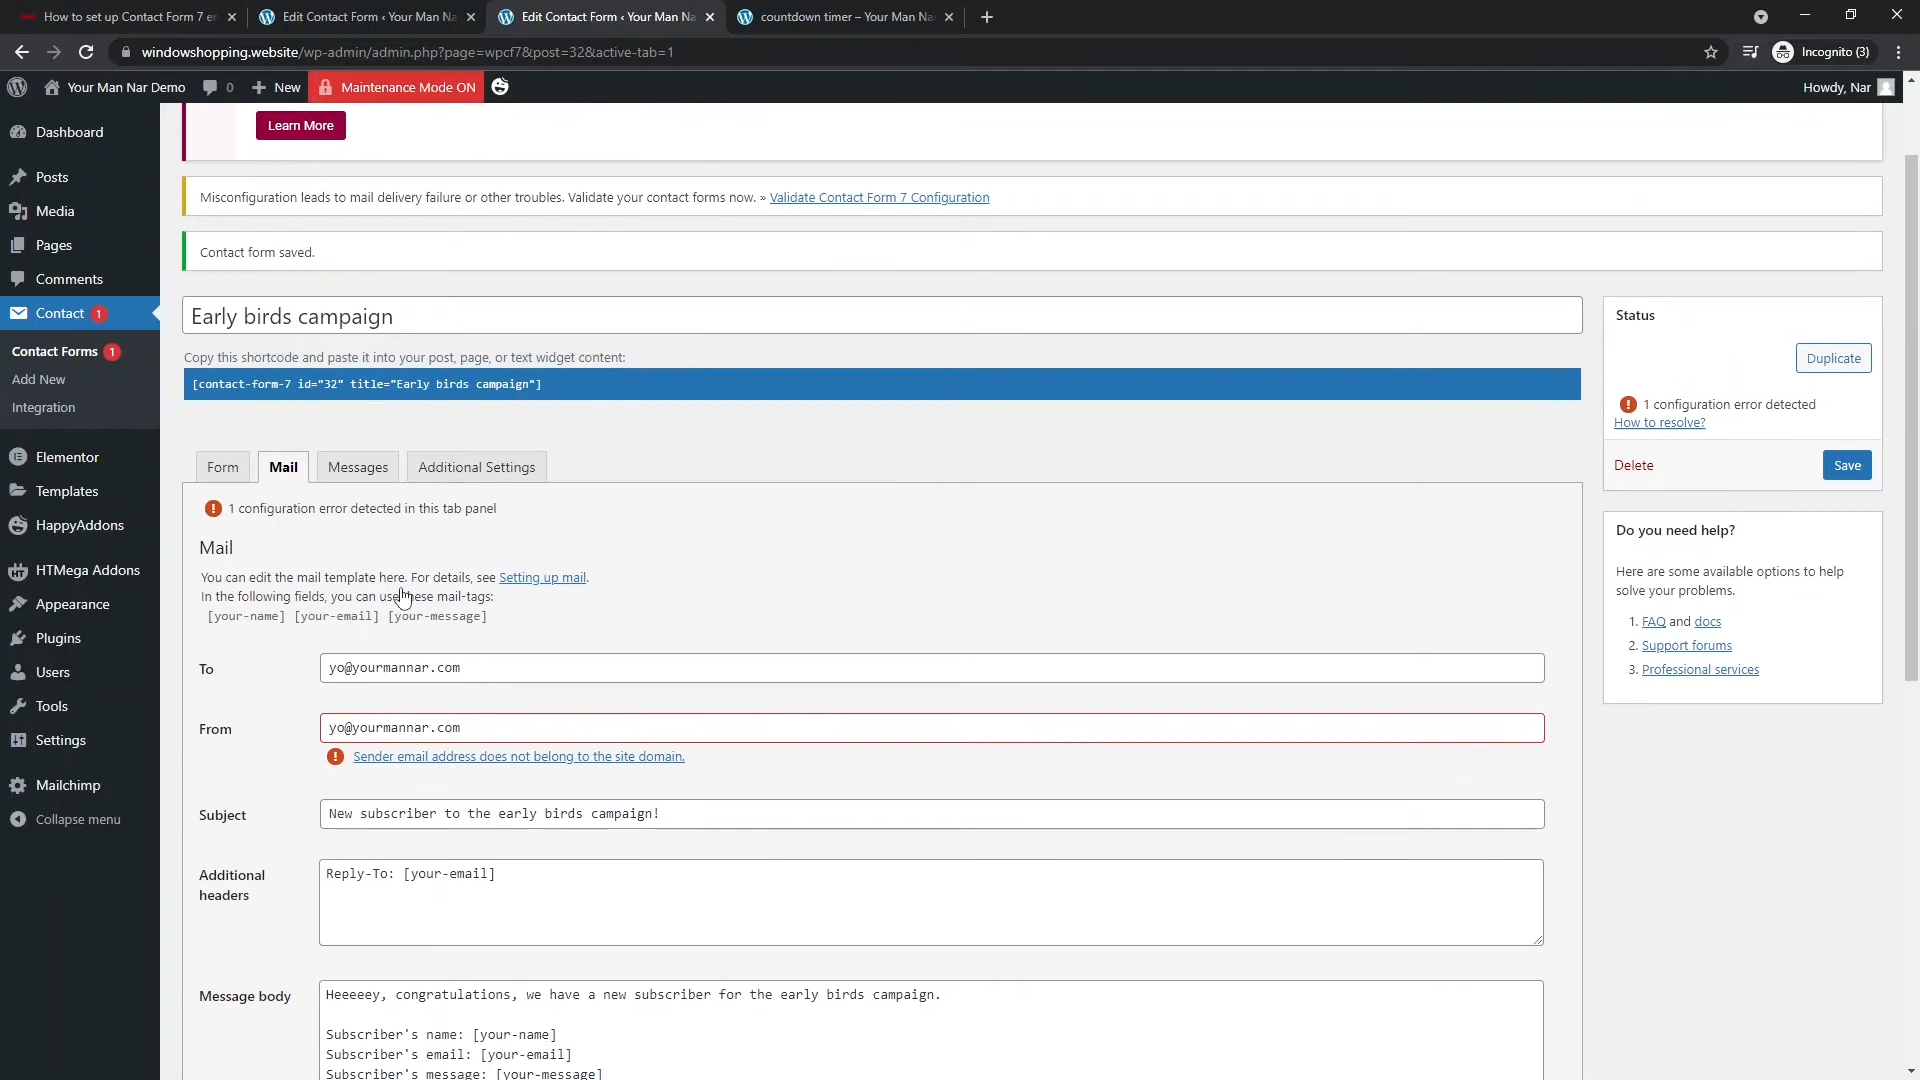 How to set up Contact Form 7 en
Edit Contact Form ‹ Your Man Na
Edit Contact Form ‹ Your Man Na
countdown timer – Your Man Na
windowshopping.website/wp-admin/admin.php?page=wpcf7&post=32&active-tab=1
Incognito (3)
Your Man Nar Demo
0
New
Maintenance Mode ON
Howdy, Nar
Dashboard
Posts
Media
Pages
Comments
Contact 1
Contact Forms 1
Add New
Integration
Elementor
Templates
HappyAddons
HTMega Addons
Appearance
Plugins
Users
Tools
Settings
Mailchimp
Collapse menu
Learn More
Misconfiguration leads to mail delivery failure or other troubles. Validate your contact forms now. » Validate Contact Form 7 Configuration
Contact form saved.
Early birds campaign
Copy this shortcode and paste it into your post, page, or text widget content:
[contact-form-7 id="32" title="Early birds campaign"]
Form
Mail
Messages
Additional Settings
1 configuration error detected in this tab panel
Mail
You can edit the mail template here. For details, see Setting up mail.
In the following fields, you can use these mail-tags:
[your-name] [your-email] [your-message]
To
yo@yourmannar.com
From
yo@yourmannar.com
Sender email address does not belong to the site domain.
Subject
New subscriber to the early birds campaign!
Additional
headers
Reply-To: [your-email]
Message body
Heeeeey, congratulations, we have a new subscriber for the early birds campaign.
Subscriber's name: [your-name]
Subscriber's email: [your-email]
Subscriber's message: [your-message]
Status
Duplicate
1 configuration error detected
How to resolve?
Delete
Save
Do you need help?
Here are some available options to help
solve your problems.
1. FAQ and docs
2. Support forums
3. Professional services